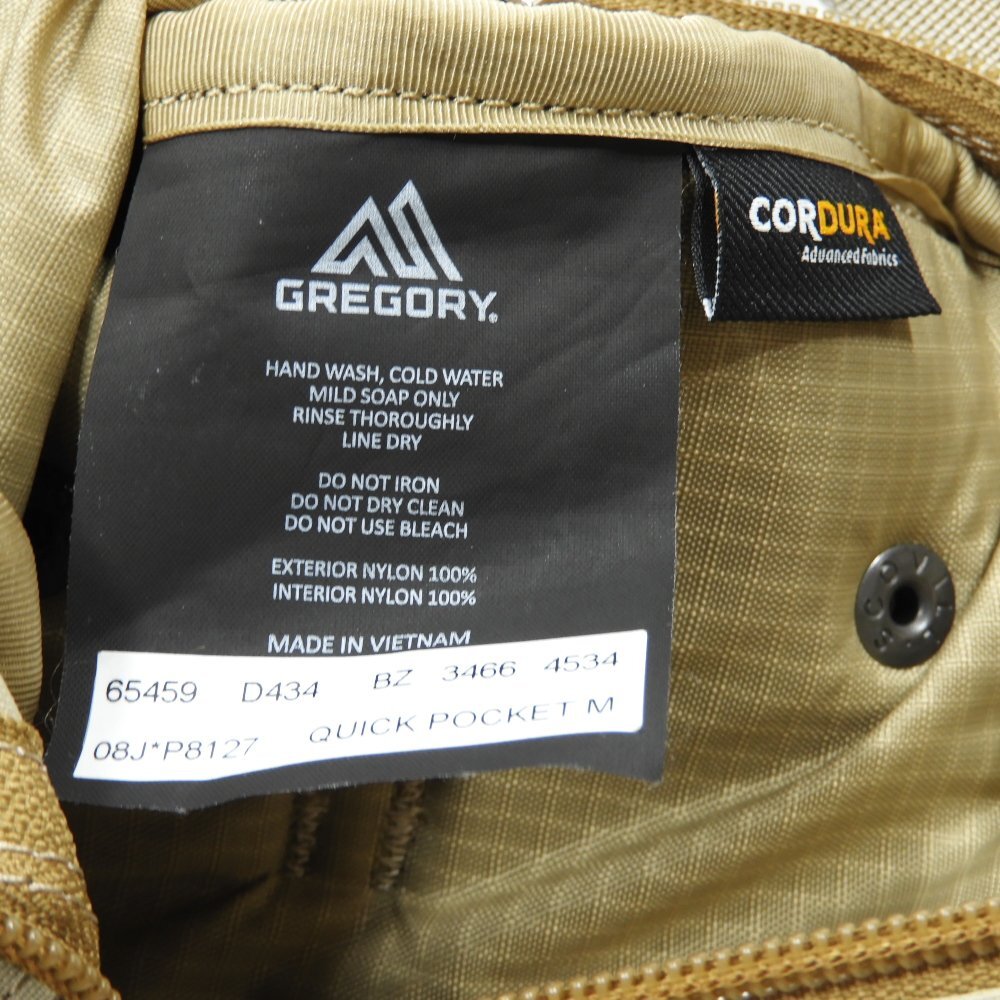 GREGORY.
HAND WASH, COLD WATER
MILD SOAP ONLY
RINSE THOROUGHLY
LINE DRY
DO NOT IRON
DO NOT DRY CLEAN
DO NOT USE BLEACH
EXTERIOR NYLON 100%
INTERIOR NYLON 100%
MADE IN VIETNAM
65459 D434 BZ 3466 4534
08J*P8127 QUICK POCKET M
CORDURA
Advanced Fabrics